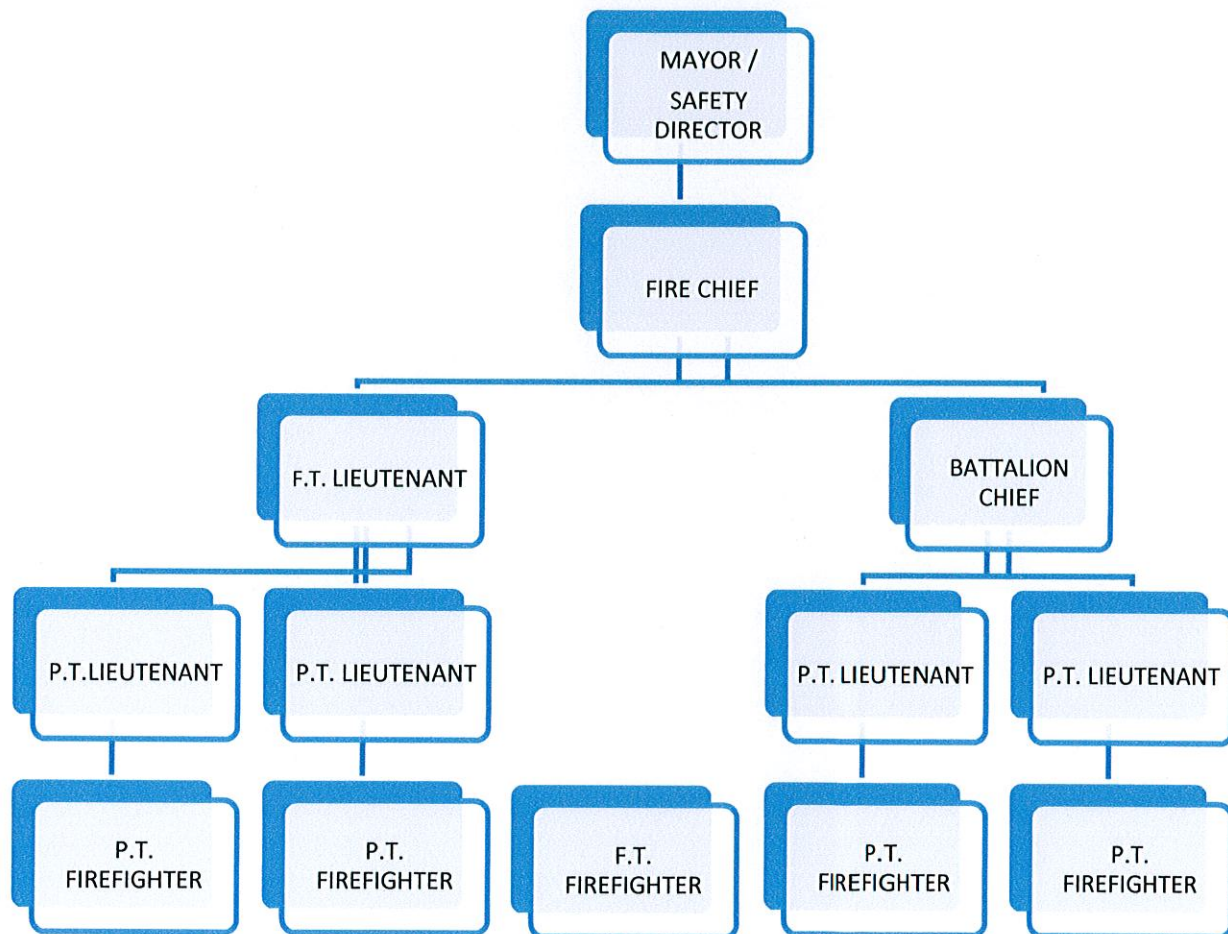 MAYOR /
SAFETY
DIRECTOR
FIRE CHIEF
F.T. LIEUTENANT
BATTALION
CHIEF
P.T.LIEUTENANT
P.T. LIEUTENANT
P.T. LIEUTENANT
P.T. LIEUTENANT
P.T.
FIREFIGHTER
P.T.
FIREFIGHTER
F.T.
FIREFIGHTER
P.T.
FIREFIGHTER
P.T.
FIREFIGHTER